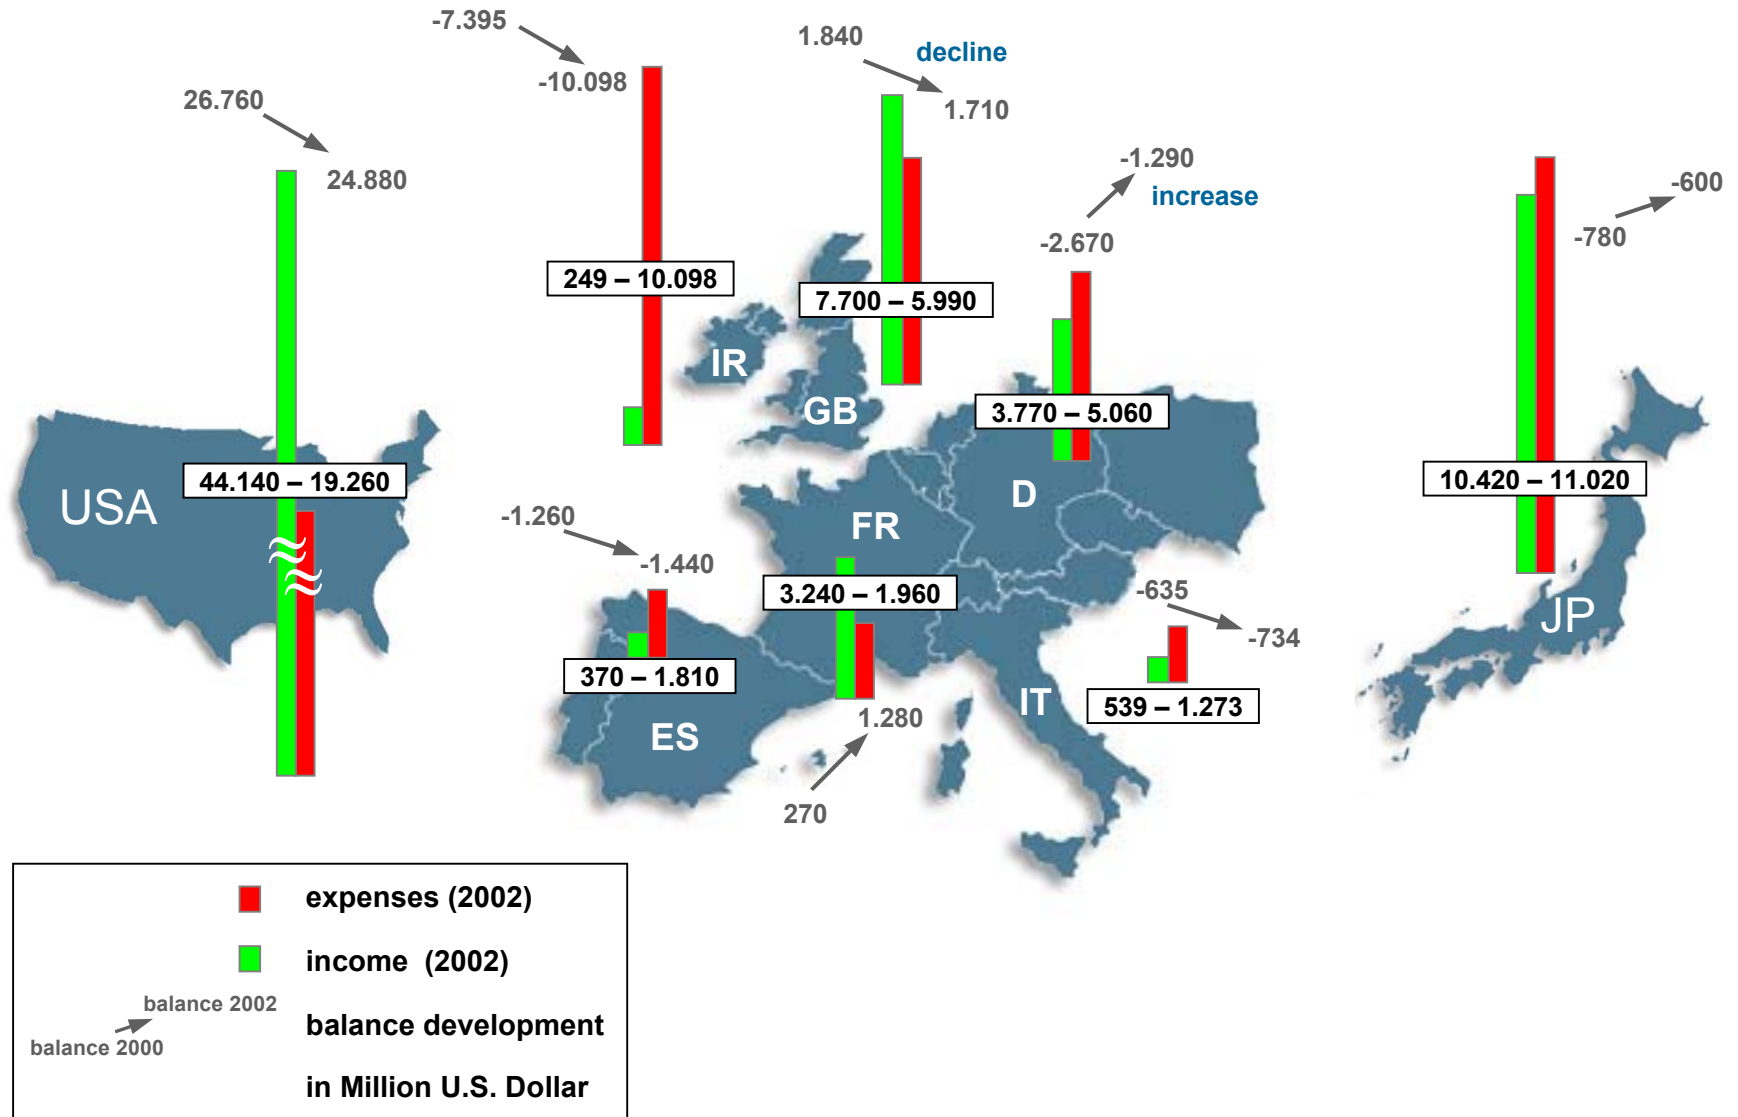 -7.395
-10.098
1.840
decline
1.710
26.760
24.880
-1.290
increase
-2.670
-600
-780
249 – 10.098
7.700 – 5.990
IR
GB
3.770 – 5.060
44.140 – 19.260
USA
10.420 – 11.020
D
FR
-1.260
-1.440
3.240 – 1.960
-635
-734
JP
370 – 1.810
IT
539 – 1.273
ES
1.280
270
expenses (2002)
income (2002)
balance 2002
balance 2000
balance development
in Million U.S. Dollar